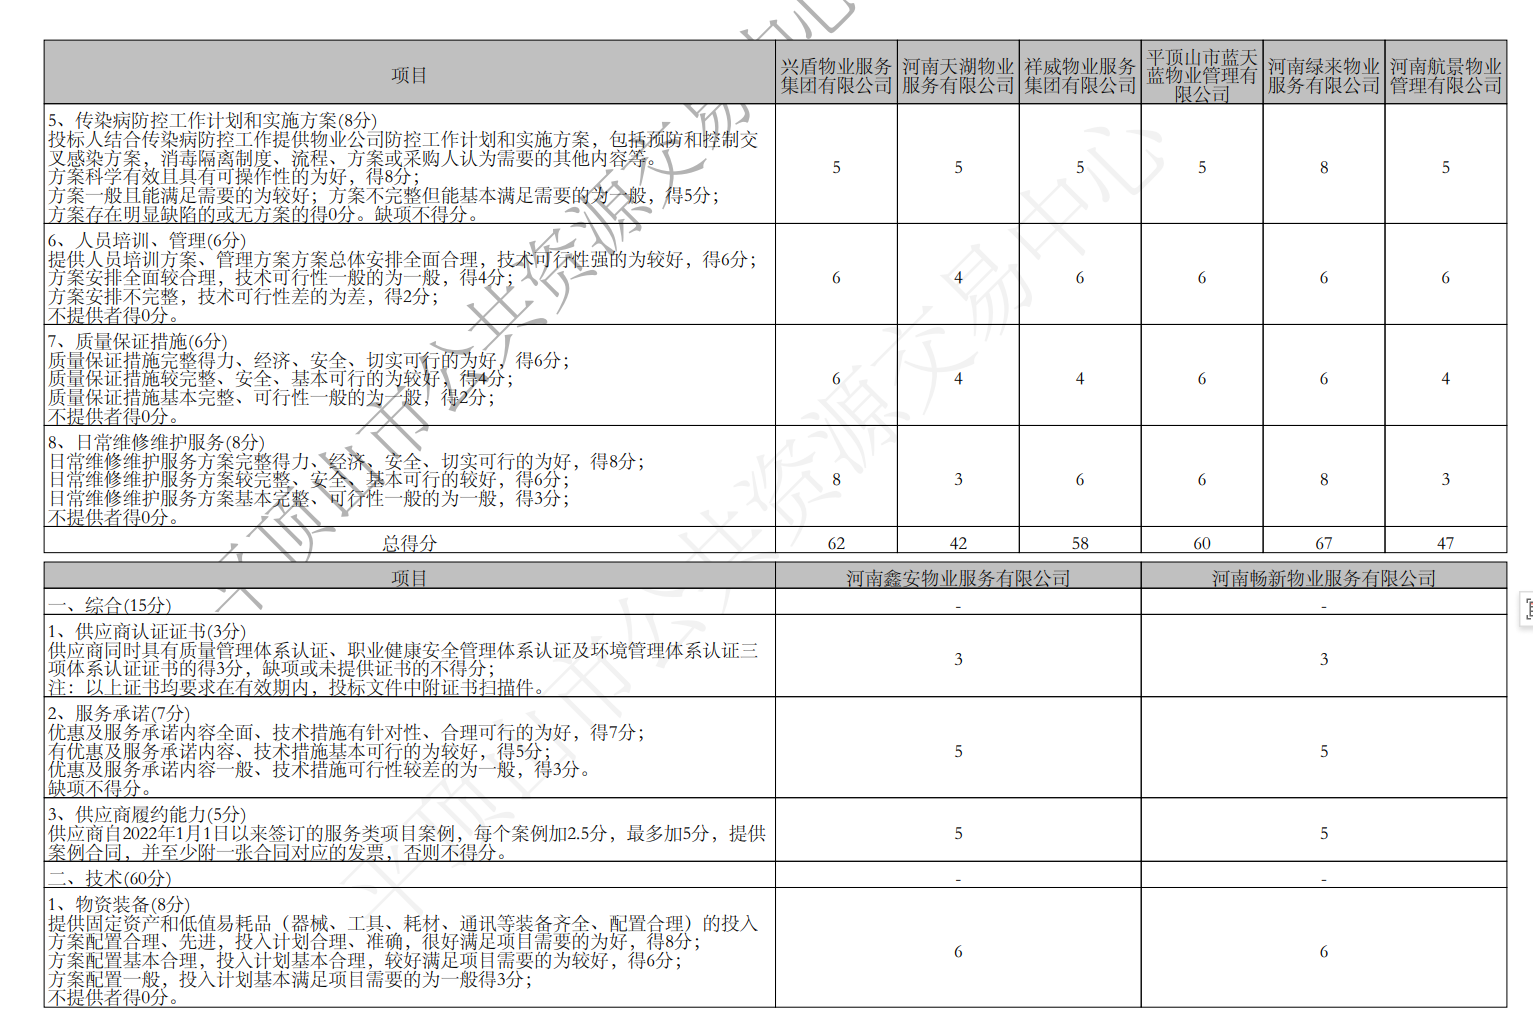 项目 兴盾物业服务集团有限公司 河南天湖物业服务有限公司 祥威物业服务集团有限公司 平顶山市蓝天蓝物业管理有限公司 河南绿来物业服务有限公司 河南航景物业管理有限公司
5、传染病防控工作计划和实施方案(8分)
投标人结合传染病防控工作提供物业公司防控工作计划和实施方案，包括预防和控制交
叉感染方案，消毒隔离制度、流程、方案或采购人认为需要的其他内容等。
方案科学有效且具有可操作性的为好，得8分；
方案一般且能满足需要的为较好；方案不完整但能基本满足需要的为一般，得5分；
方案存在明显缺陷的或无方案的得0分。缺项不得分。
5 5 5 5 8 5
6、人员培训、管理(6分)
提供人员培训方案、管理方案方案总体安排全面合理，技术可行性强的为较好，得6分；
方案安排全面较合理，技术可行性一般的为一般，得4分；
方案安排不完整，技术可行性差的为差，得2分；
不提供者得0分。
6 4 6 6 6 6
7、质量保证措施(6分)
质量保证措施完整得力、经济、安全、切实可行的为好，得6分；
质量保证措施较完整、安全、基本可行的为较好，得4分；
质量保证措施基本完整、可行性一般的为一般，得2分；
不提供者得0分。
6 4 4 6 6 4
8、日常维修维护服务(8分)
日常维修维护服务方案完整得力、经济、安全、切实可行的为好，得8分；
日常维修维护服务方案较完整、安全、基本可行的较好，得6分；
日常维修维护服务方案基本完整、可行性一般的为一般，得3分；
不提供者得0分。
8 3 6 6 8 3
总得分 62 42 58 60 67 47
项目 河南鑫安物业服务有限公司 河南畅新物业服务有限公司
一、综合(15分) - -
1、供应商认证证书(3分)
供应商同时具有质量管理体系认证、职业健康安全管理体系认证及环境管理体系认证三
项体系认证证书的得3分，缺项或未提供证书的不得分；
注：以上证书均要求在有效期内，投标文件中附证书扫描件。
3 3
2、服务承诺(7分)
优惠及服务承诺内容全面、技术措施有针对性、合理可行的为好，得7分；
有优惠及服务承诺内容、技术措施基本可行的为较好，得5分；
优惠及服务承诺内容一般、技术措施可行性较差的为一般，得3分。
缺项不得分。
5 5
3、供应商履约能力(5分)
供应商自2022年1月1日以来签订的服务类项目案例，每个案例加2.5分，最多加5分，提供
案例合同，并至少附一张合同对应的发票，否则不得分。
5 5
二、技术(60分) - -
1、物资装备(8分)
提供固定资产和低值易耗品（器械、工具、耗材、通讯等装备齐全、配置合理）的投入
方案配置合理、先进，投入计划合理、准确，很好满足项目需要的为好，得8分；
方案配置基本合理，投入计划基本合理，较好满足项目需要的为较好，得6分；
方案配置一般，投入计划基本满足项目需要的为一般得3分；
不提供者得0分。
6 6
平顶山市公共资源交易中心
平顶山市公共资源交易中心